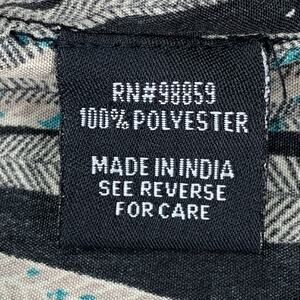 RN#98859
100% POLYESTER
MADE IN INDIA
SEE REVERSE
FOR CARE